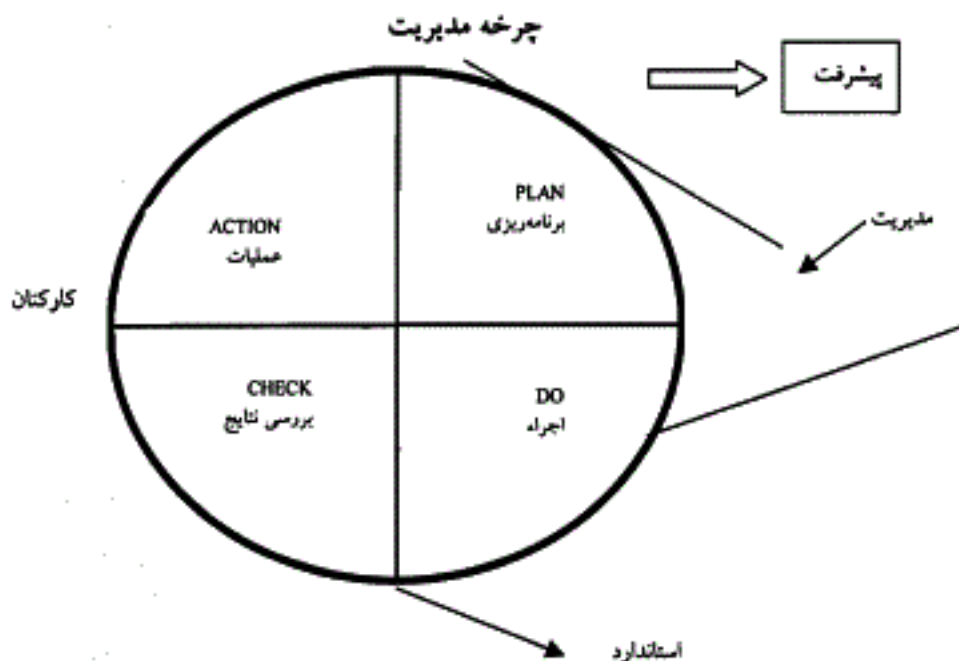 چرخه مدیریت
پیشرفت
PLAN
برنامه‌ریزی
ACTION
عملیات
مدیریت
کارکنان
CHECK
بررسی نتایج
DO
اجراء
استاندارد